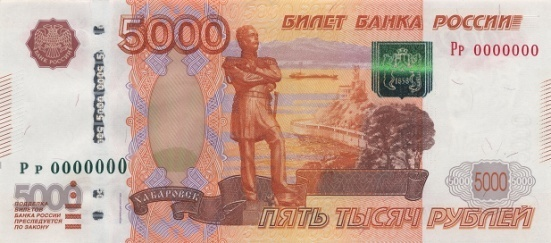 5000
БИЛЕТ БАНКА РОССИИ
Рр 0000000
1858
Рр 0000000
ХАБАРОВСК
5000
ПОДДЕЛКА
БИЛЕТОВ
БАНКА РОССИИ
ПРЕСЛЕДУЕТСЯ
ПО ЗАКОНУ
5000
ПЯТЬ ТЫСЯЧ РУБЛЕЙ